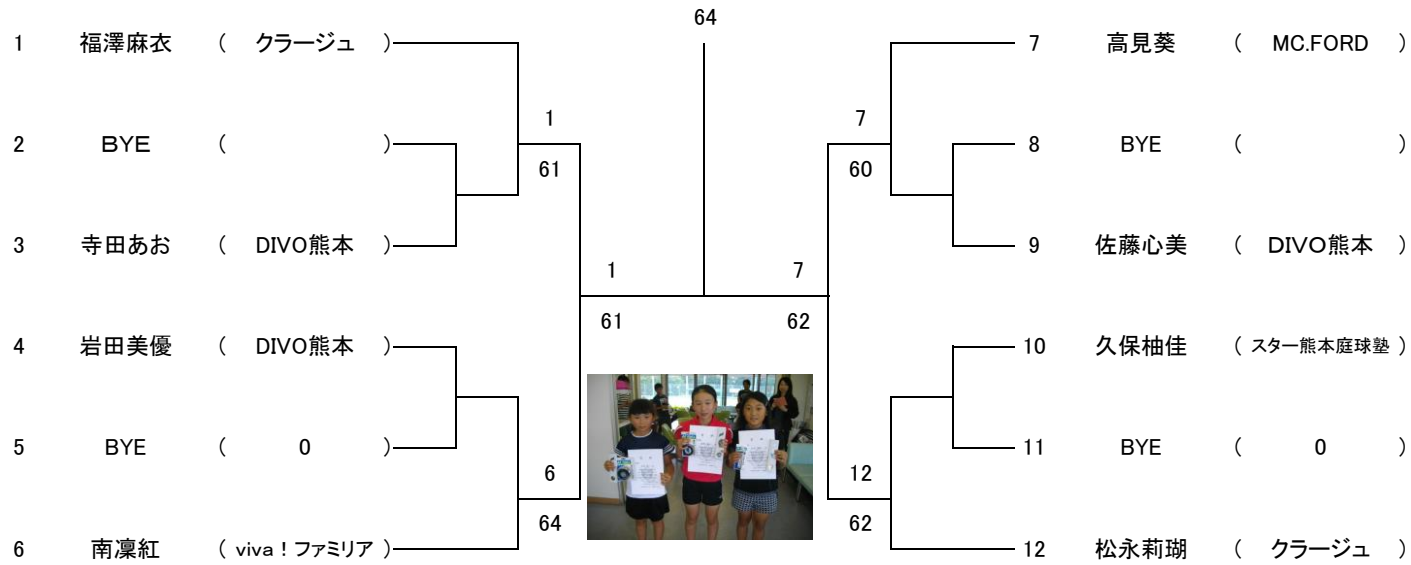 64
1 福澤麻衣 ( クラージュ ) 7 高見葵 ( MC.FORD )
1 7
2 BYE ( ) 8 BYE ( )
61 60
3 寺田あお ( DIVO熊本 ) 9 佐藤心美 ( DIVO熊本 )
1 7
61 62
4 岩田美優 ( DIVO熊本 ) 10 久保柚佳 ( スター熊本庭球塾 )
5 BYE ( 0 ) 11 BYE ( 0 )
6 12
64 62
6 南凜紅 ( viva!ファミリア ) 12 松永莉瑚 ( クラージュ )